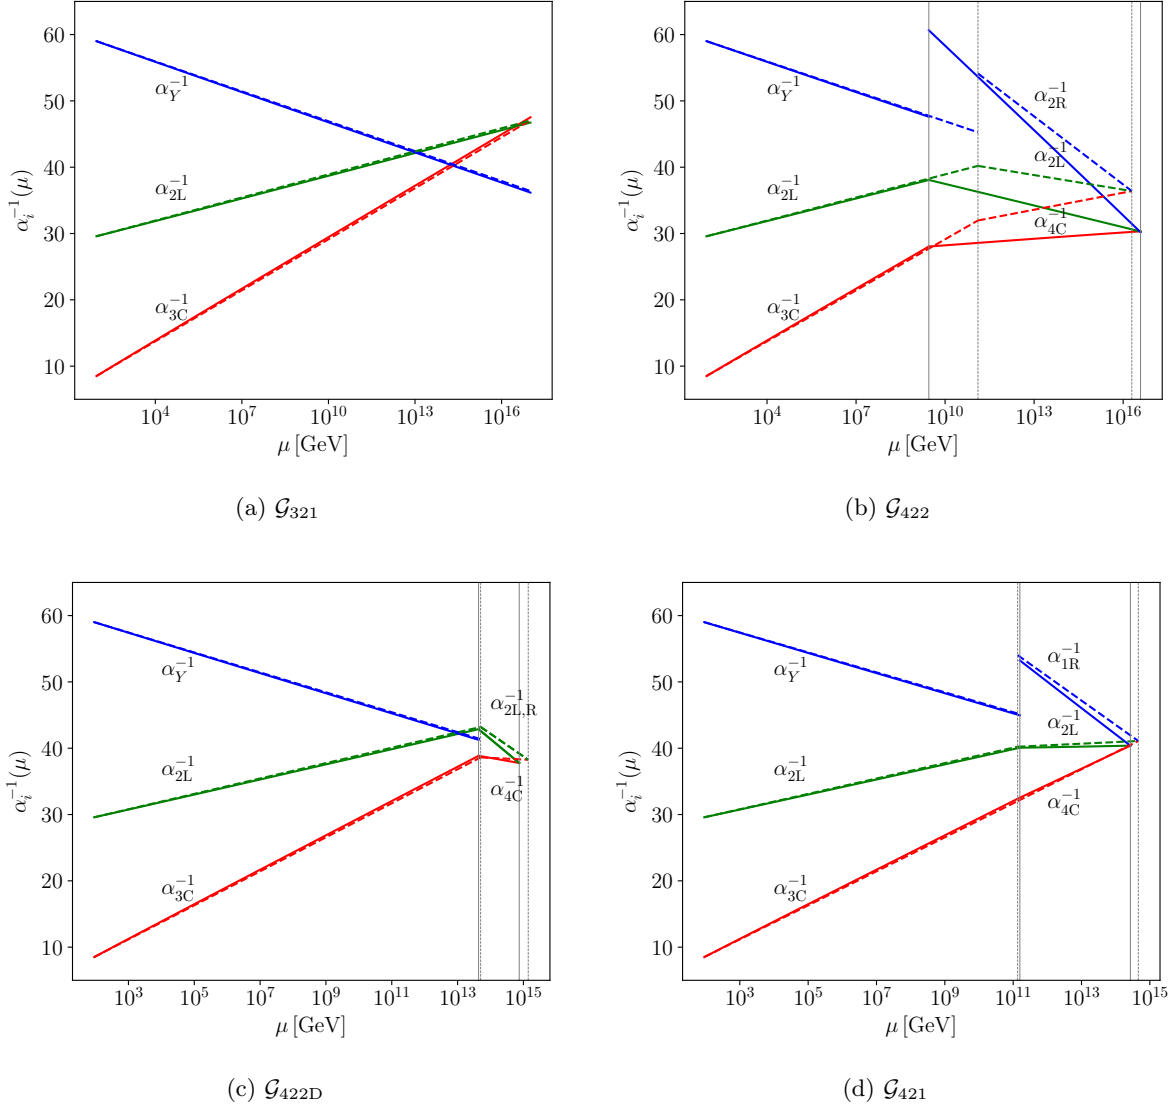 60
50
40
30
20
10
α_i^{-1}(μ)
α_Y^{-1}
α_{2L}^{-1}
α_{3C}^{-1}
10^4 10^7 10^{10} 10^{13} 10^{16}
μ [GeV]
(a) 𝒢_{321}
60
50
40
30
20
10
α_i^{-1}(μ)
α_Y^{-1}
α_{2R}^{-1}
α_{2L}^{-1}
α_{2L}^{-1}
α_{4C}^{-1}
α_{3C}^{-1}
10^4 10^7 10^{10} 10^{13} 10^{16}
μ [GeV]
(b) 𝒢_{422}
60
50
40
30
20
10
α_i^{-1}(μ)
α_Y^{-1}
α_{2L,R}^{-1}
α_{2L}^{-1}
α_{4C}^{-1}
α_{3C}^{-1}
10^3 10^5 10^7 10^9 10^{11} 10^{13} 10^{15}
μ [GeV]
(c) 𝒢_{422D}
60
50
40
30
20
10
α_i^{-1}(μ)
α_Y^{-1}
α_{1R}^{-1}
α_{2L}^{-1}
α_{2L}^{-1}
α_{4C}^{-1}
α_{3C}^{-1}
10^3 10^5 10^7 10^9 10^{11} 10^{13} 10^{15}
μ [GeV]
(d) 𝒢_{421}